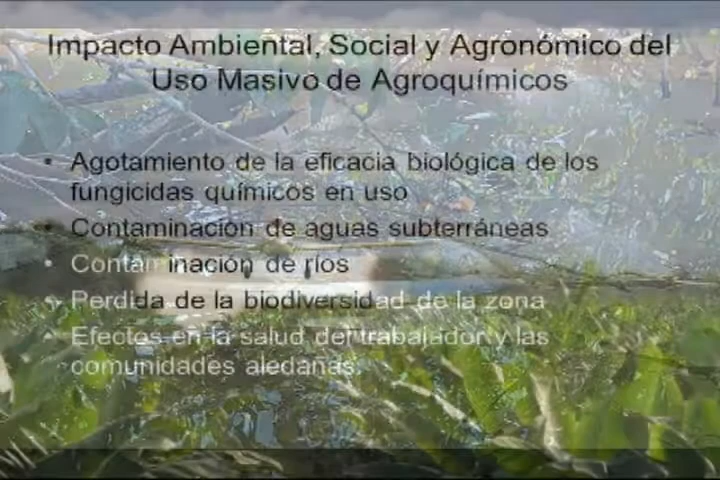 Impacto Ambiental, Social y Agronómico del
Uso Masivo de Agroquímicos
• Agotamiento de la eficacia biológica de los
fungicidas químicos en uso
• Contaminación de aguas subterráneas
• Contaminación de ríos
• Perdida de la biodiversidad de la zona
• Efectos en la salud del trabajador y las
comunidades aledañas.